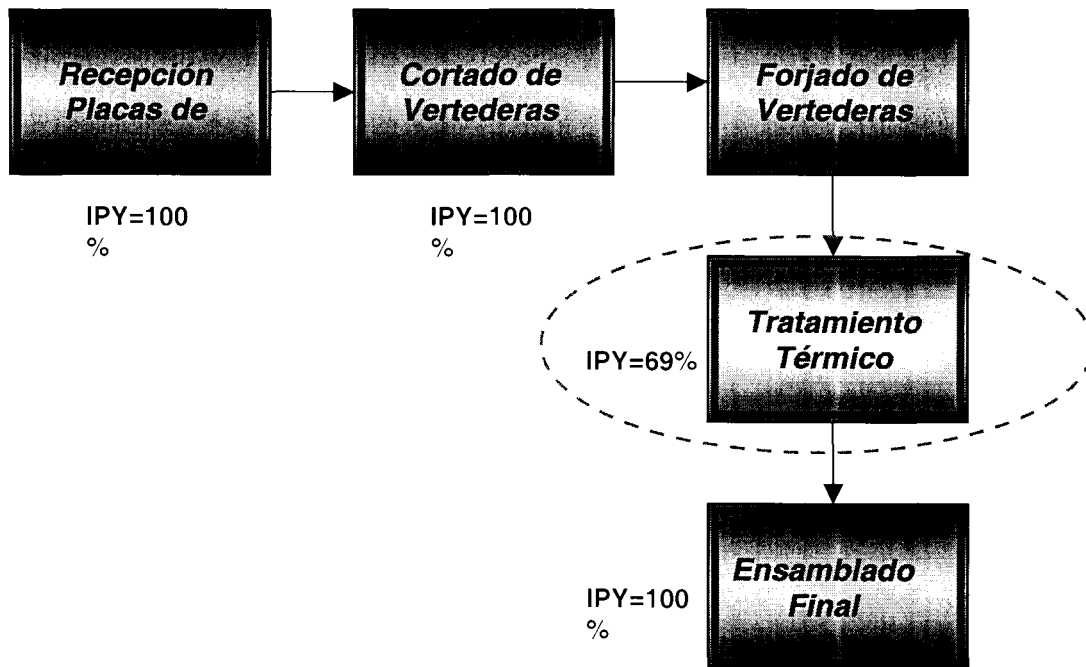 Recepción
Placas de
Cortado de
Vertederas
Forjado de
Vertederas
IPY=100
%
IPY=100
%
Tratamiento
Térmico
IPY=69%
Ensamblado
Final
IPY=100
%